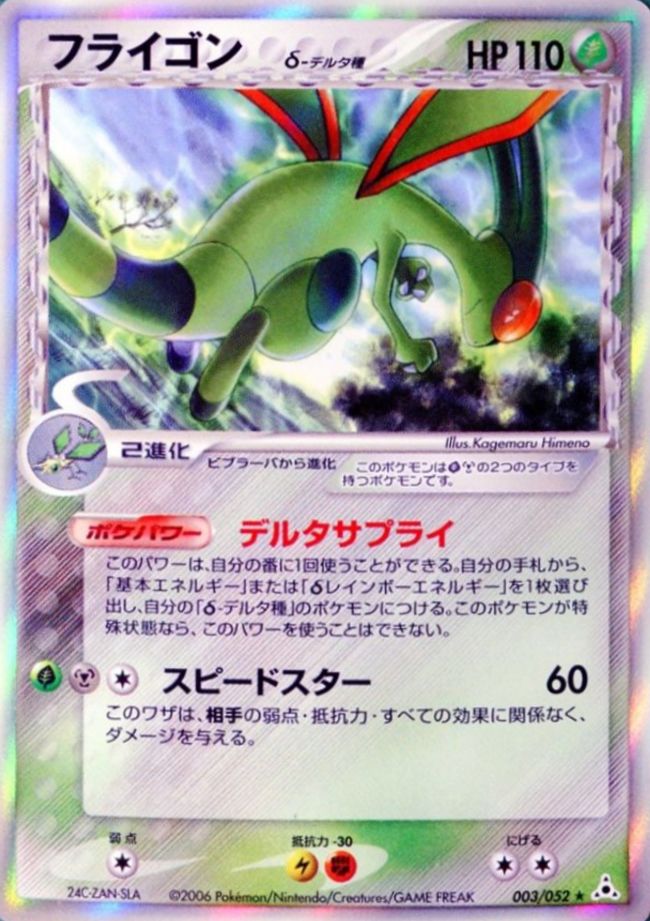 フライゴン δ-デルタ種 HP110
Illus.Kagemaru Himeno
2進化 ビブラーバから進化
このポケモンはの2つのタイプを
持つポケモンです。
ポケパワー デルタサプライ
このパワーは、自分の番に1回使うことができる。自分の手札から、
「基本エネルギー」または「δレインボーエネルギー」を1枚選び
出し、自分の「δ-デルタ種」のポケモンにつける。このポケモンが特
殊状態なら、このパワーを使うことはできない。
スピードスター 60
このワザは、相手の弱点・抵抗力・すべての効果に関係なく、
ダメージを与える。
弱点 抵抗力 -30 にげる
24C-ZAN-SLA ©2006 Pokémon/Nintendo/Creatures/GAME FREAK 003/052 ★